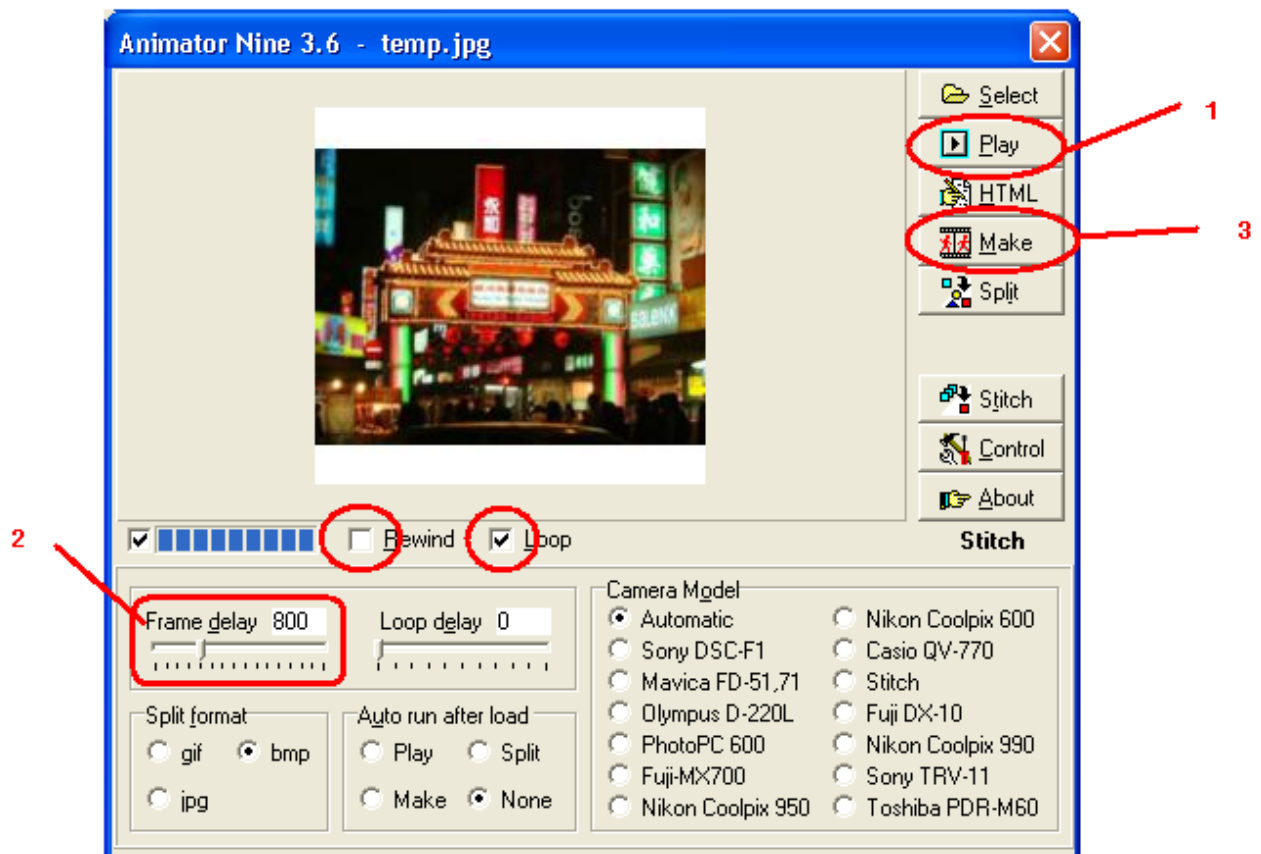 Animator Nine 3.6 - temp.jpg
Select
1
Play
HTML
Make
3
Split
永昌
和
泉
Stitch
Control
About
2
Rewind
Loop
Stitch
Frame delay 800
Loop delay 0
Camera Model
Automatic
Nikon Coolpix 600
Sony DSC-F1
Casio QV-770
Mavica FD-51,71
Stitch
Olympus D-220L
Fuji DX-10
PhotoPC 600
Nikon Coolpix 990
Fuji-MX700
Sony TRV-11
Nikon Coolpix 950
Toshiba PDR-M60
Split format
gif
bmp
jpg
Auto run after load
Play
Split
Make
None